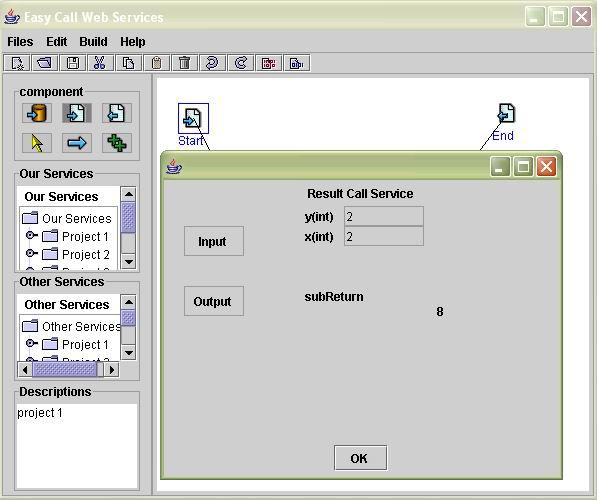 Easy Call Web Services
Files Edit Build Help
component
Start
End
Our Services
Our Services
Our Services
Project 1
Project 2
Other Services
Other Services
Other Services
Project 1
Descriptions
project 1
Result Call Service
y(int) 2
x(int) 2
Input
Output
subReturn
8
OK